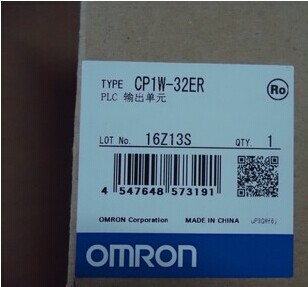 TYPE CP1W-32ER
PLC 输出单元
Ro
LOT No. 16Z13S QTY 1
4 547648 573191
OMRON Corporation MADE IN CHINA
OMRON